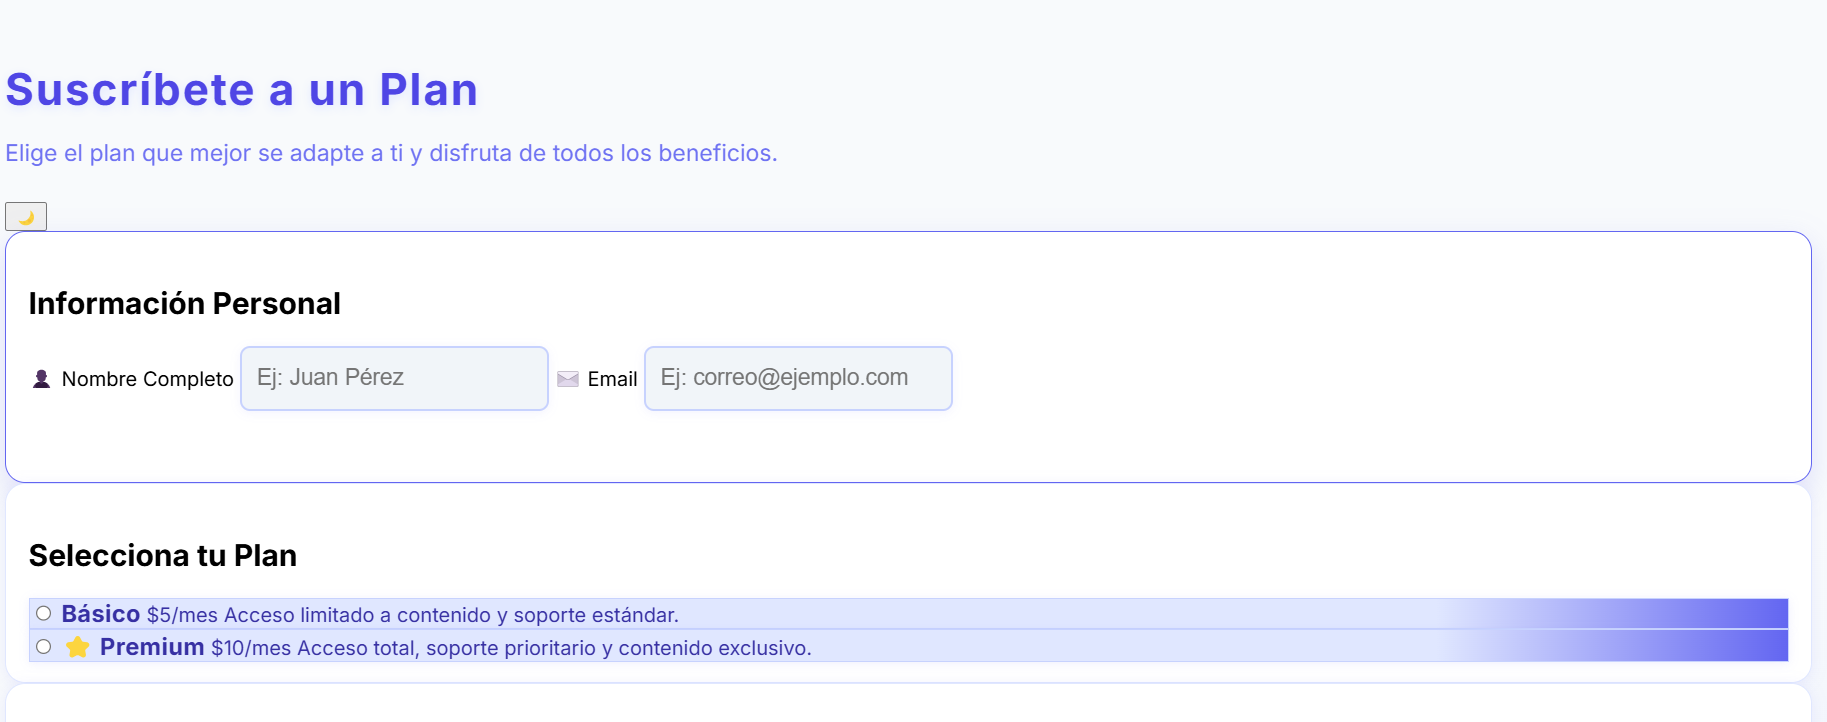 Suscríbete a un Plan
Elige el plan que mejor se adapte a ti y disfruta de todos los beneficios.
🌙
Información Personal
👤 Nombre Completo Ej: Juan Pérez ✉️ Email Ej: correo@ejemplo.com
Selecciona tu Plan
Básico $5/mes Acceso limitado a contenido y soporte estándar.
⭐ Premium $10/mes Acceso total, soporte prioritario y contenido exclusivo.